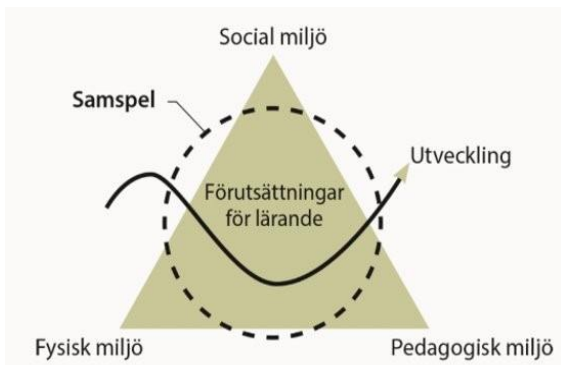 Social miljö
Samspel
Utveckling
Förutsättningar
för lärande
Fysisk miljö
Pedagogisk miljö